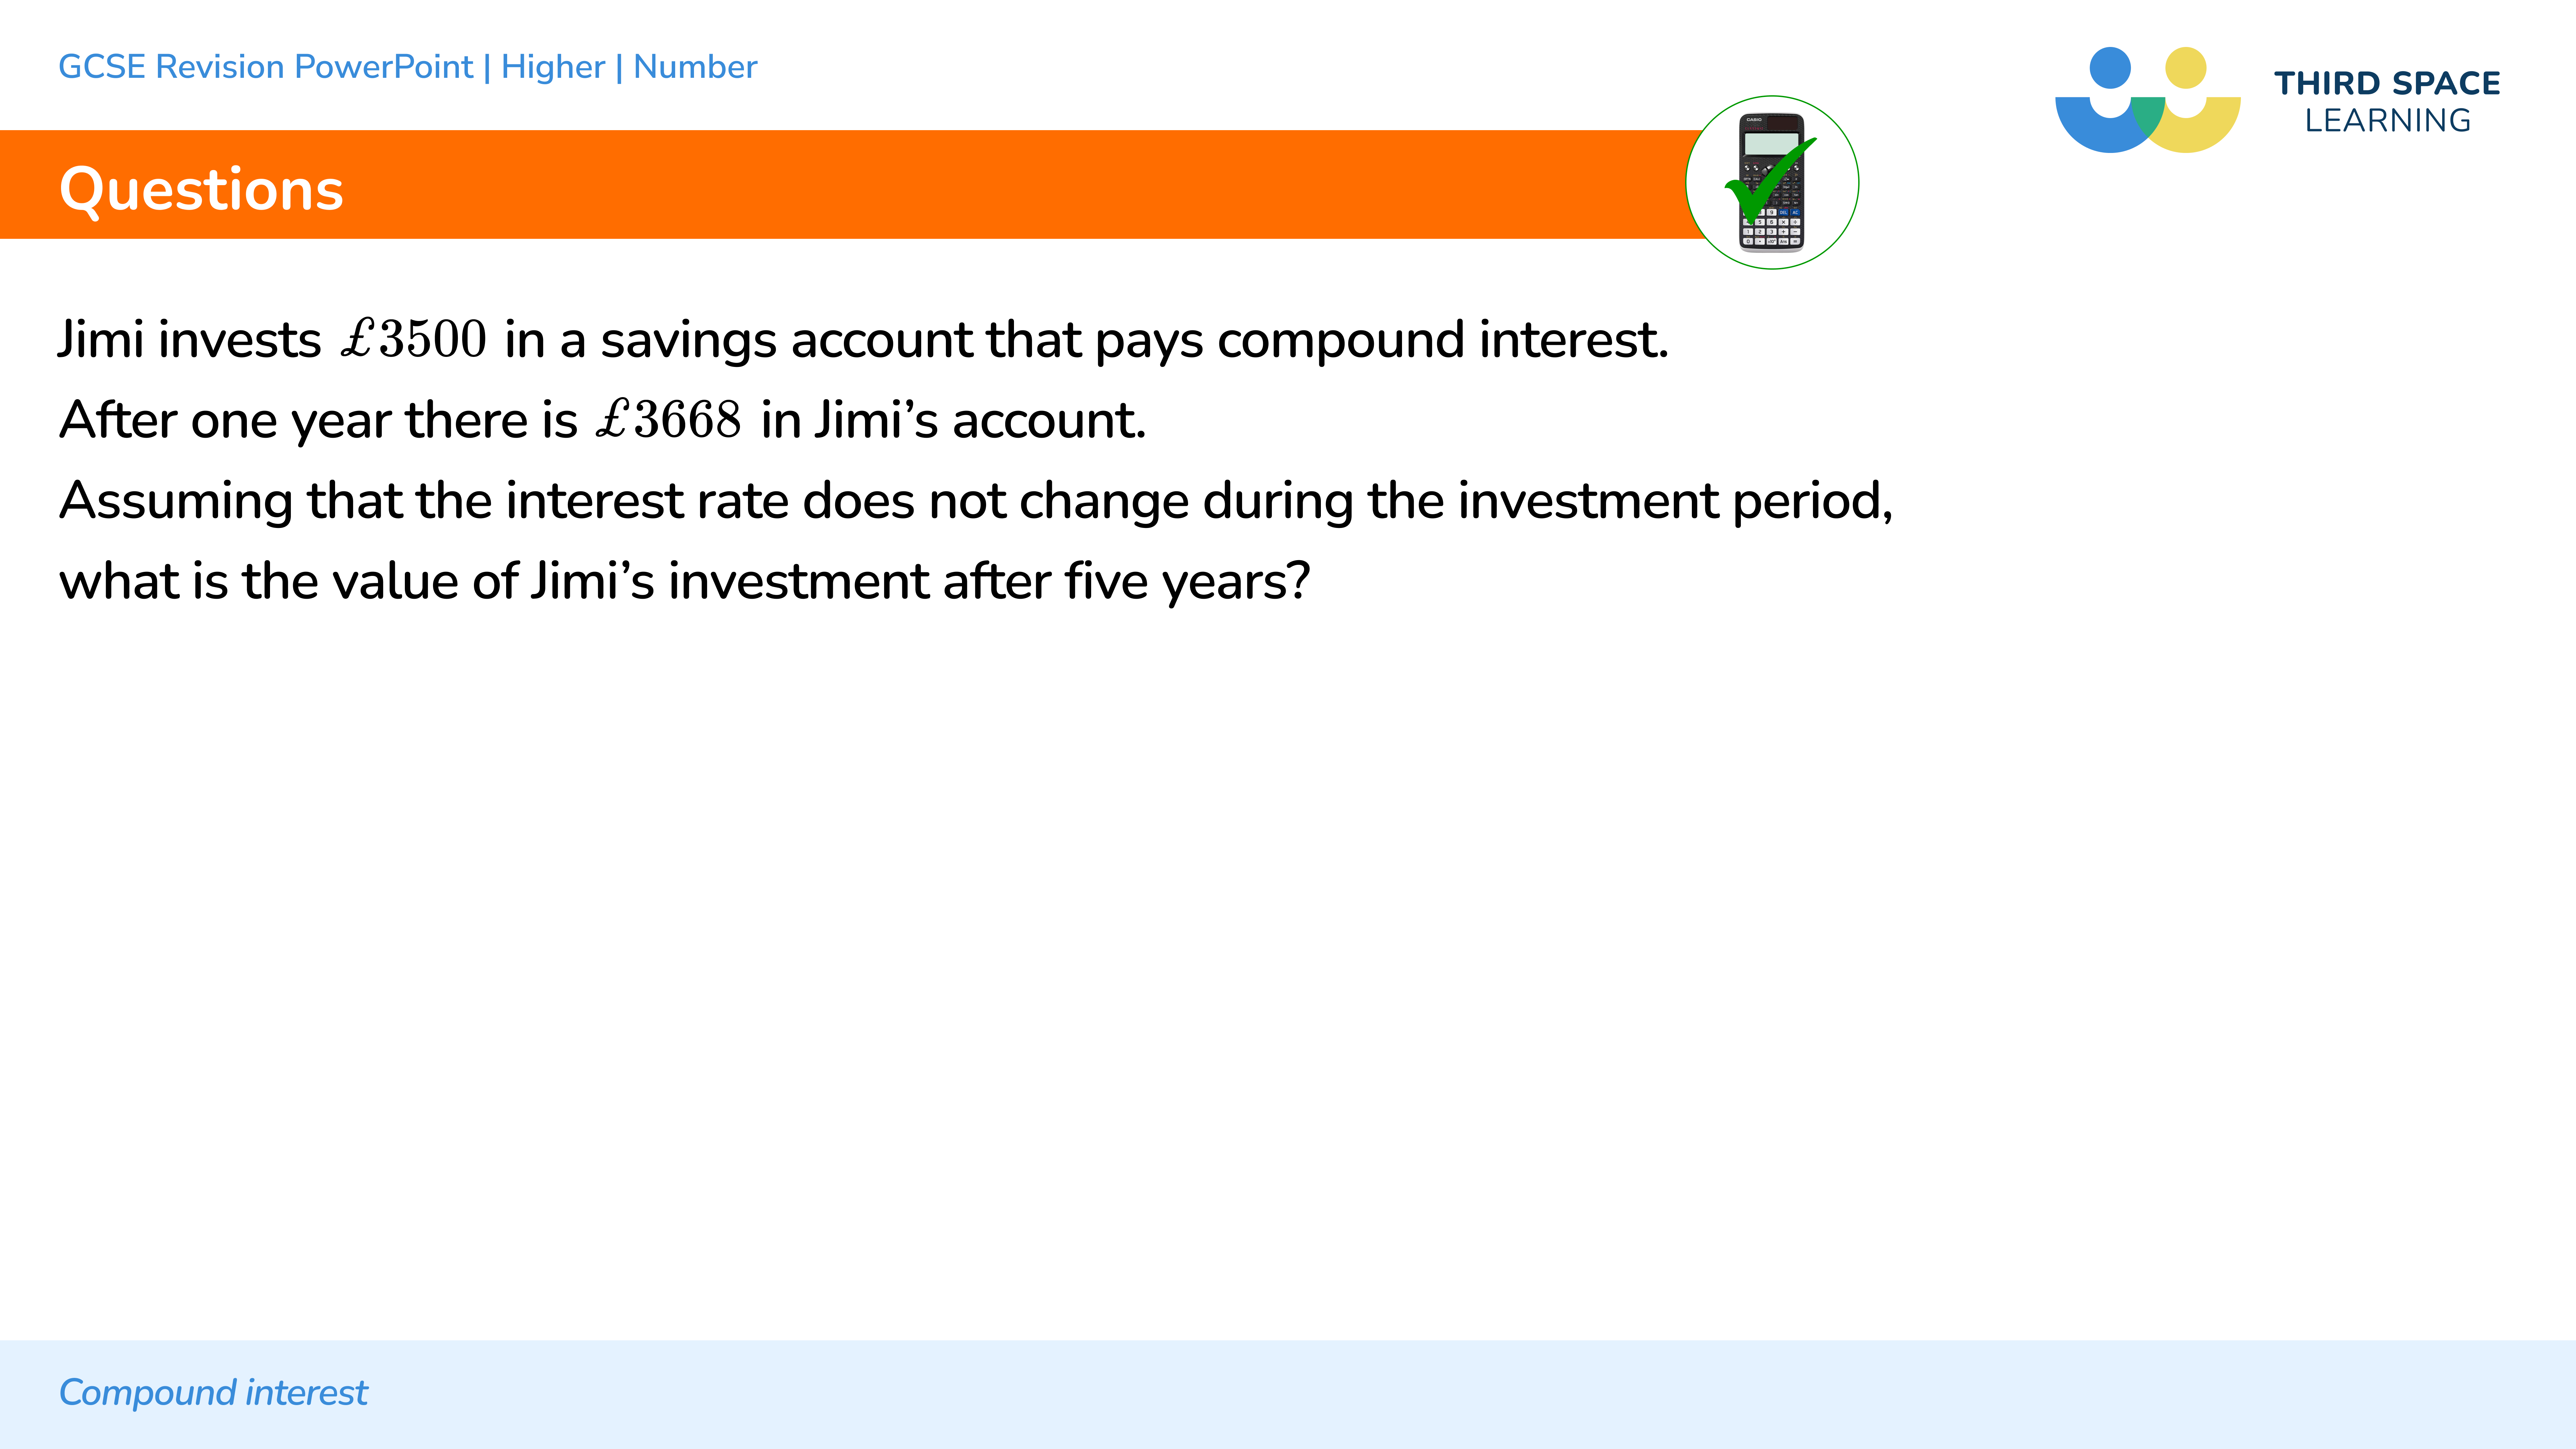 GCSE Revision PowerPoint | Higher | Number
THIRD SPACE
LEARNING
Questions
CASIO
Jimi invests £3500 in a savings account that pays compound interest.
After one year there is £3668 in Jimi’s account.
Assuming that the interest rate does not change during the investment period,
what is the value of Jimi’s investment after five years?
Compound interest